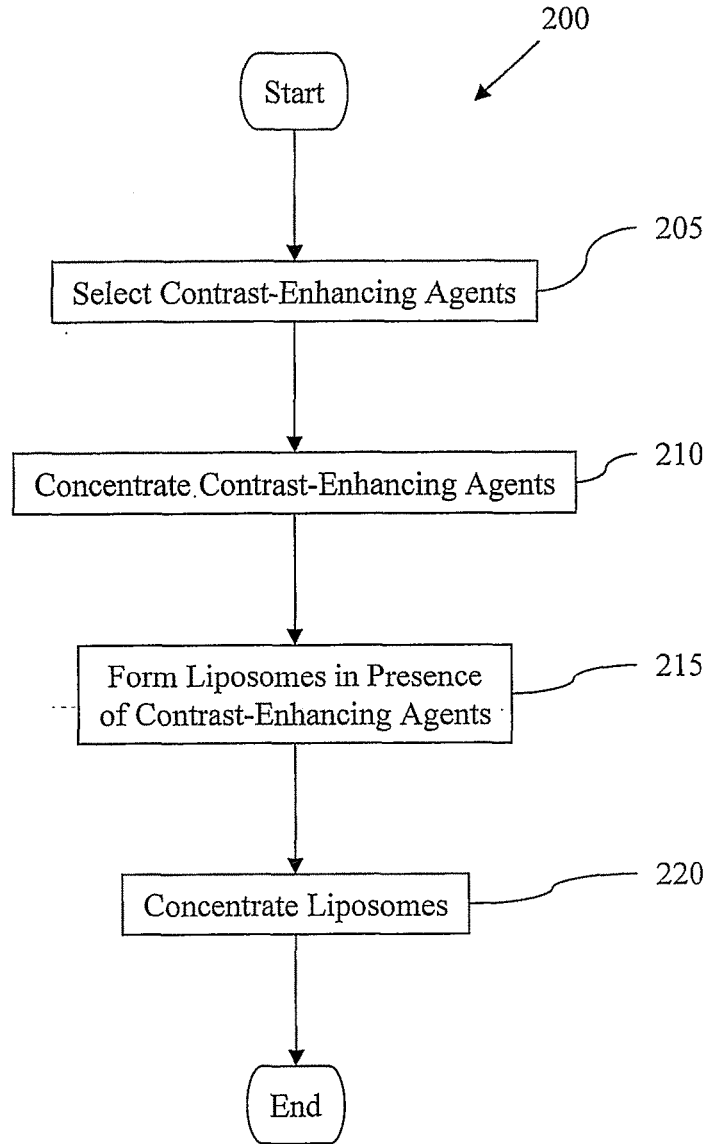 200
Start
205
Select Contrast-Enhancing Agents
210
Concentrate Contrast-Enhancing Agents
215
Form Liposomes in Presence
of Contrast-Enhancing Agents
220
Concentrate Liposomes
End